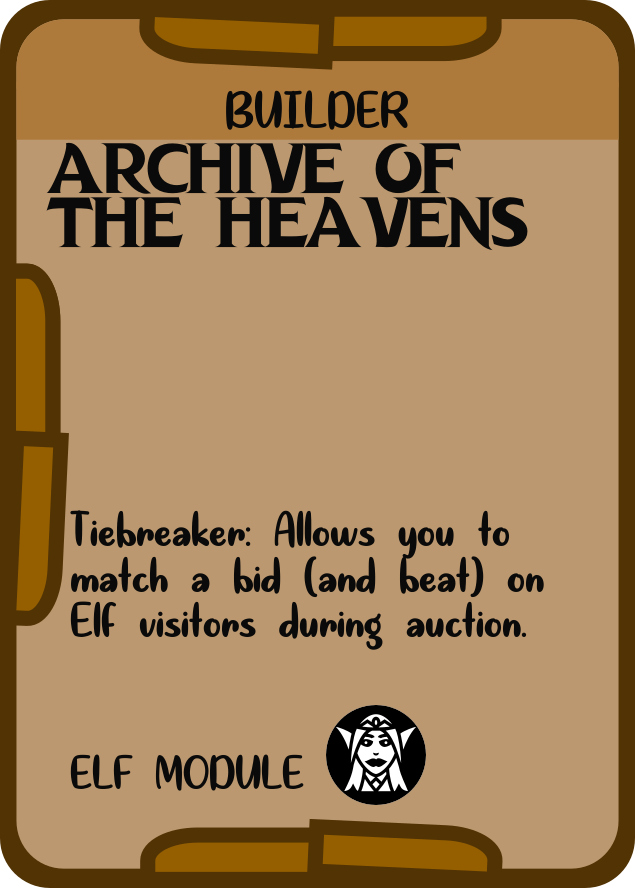 BUILDER
ARCHIVE OF
THE HEAVENS
Tiebreaker: Allows you to
match a bid (and beat) on
Elf visitors during auction.
ELF MODULE